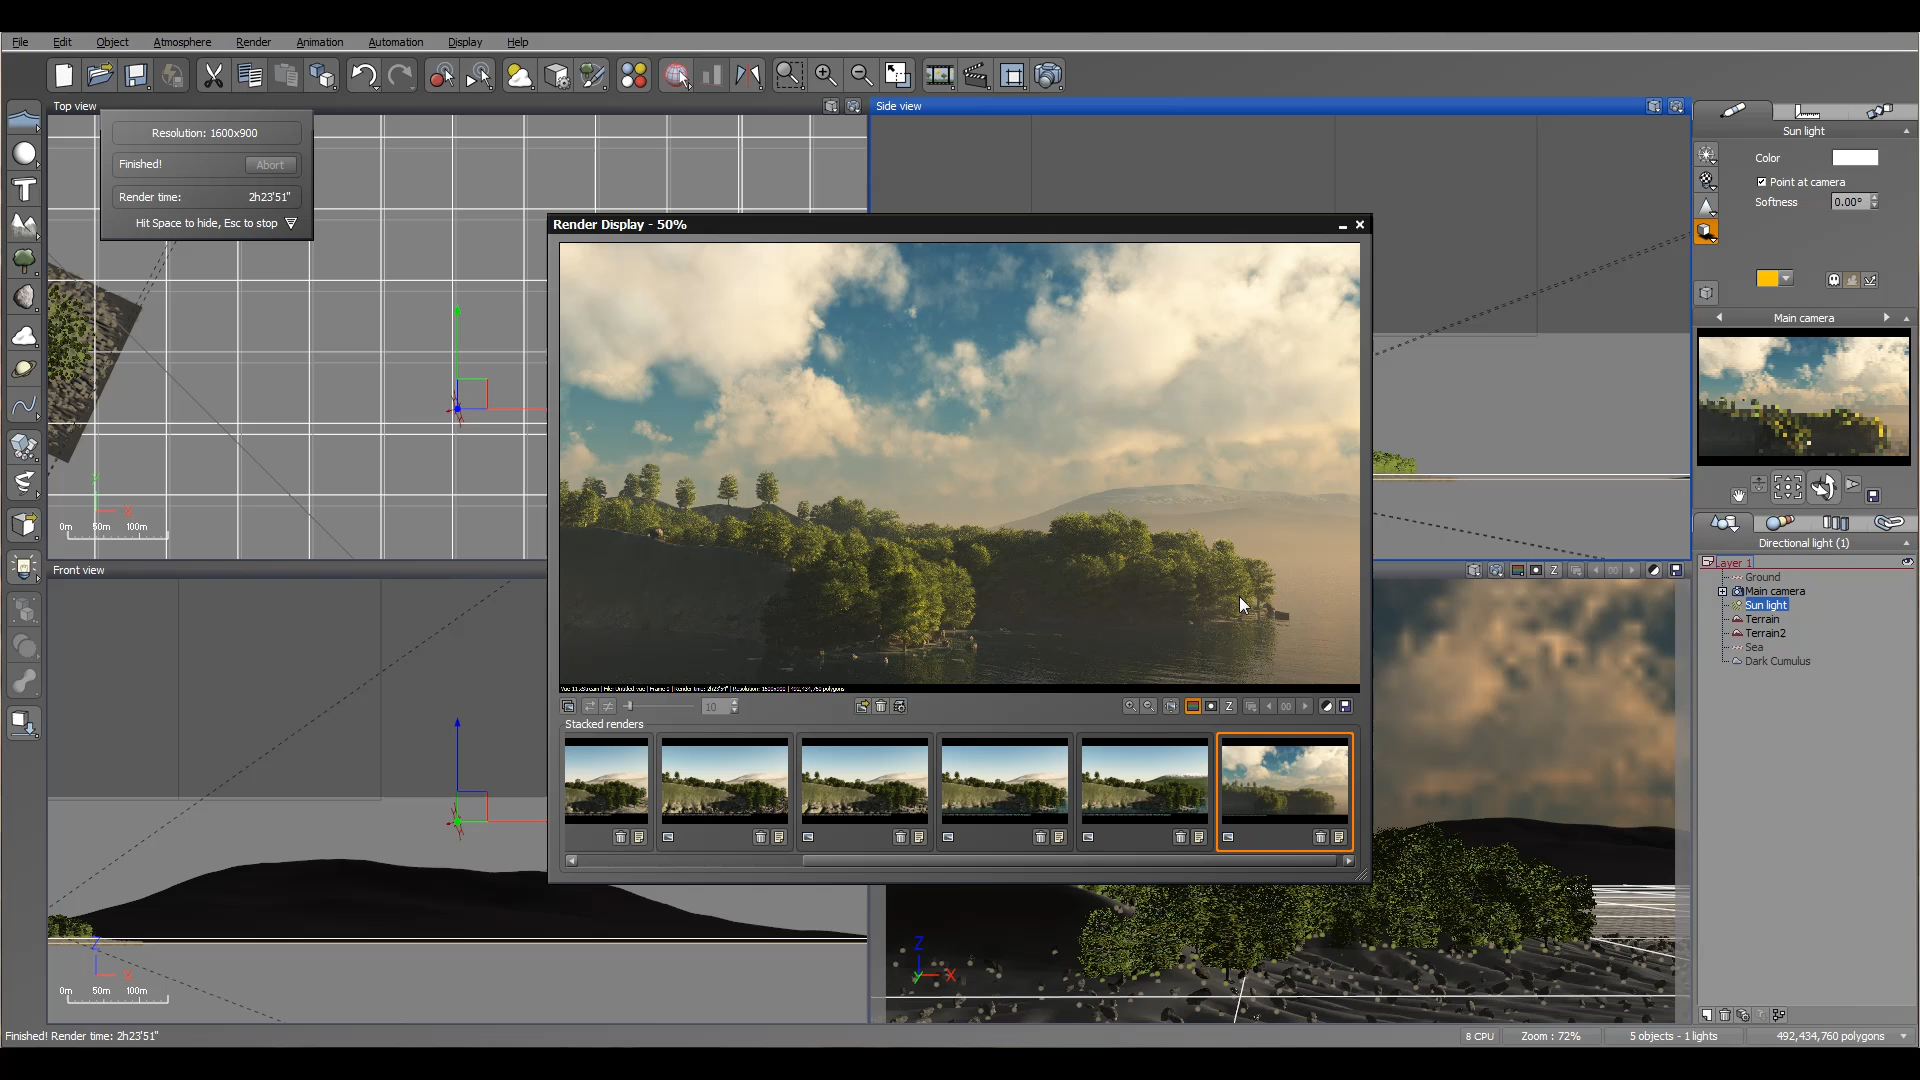 File Edit Object Atmosphere Render Animation Automation Display Help
Top view
Side view
Resolution: 1600x900
Finished! Abort
Render time: 2h23'51"
Hit Space to hide, Esc to stop
0m 50m 100m
X
Render Display - 50%
10
Z
00
Stacked renders
Front view
Z
X
0m 50m 100m
Z
00
Z
Y X
Sun light
Color
Point at camera
Softness 0.00°
Main camera
Directional light (1)
Layer 1
Ground
Main camera
Sun light
Terrain
Terrain2
Sea
Dark Cumulus
Finished! Render time: 2h23'51"
8 CPU Zoom : 72% 5 objects - 1 lights 492,434,760 polygons